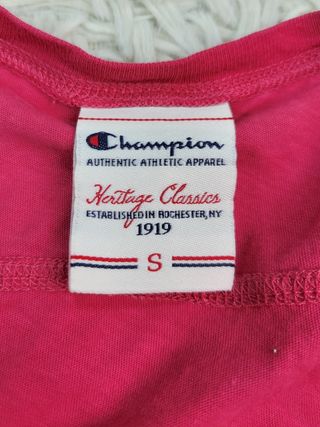 Champion
AUTHENTIC ATHLETIC APPAREL
Heritage Classics
ESTABLISHED IN ROCHESTER, NY
1919
S